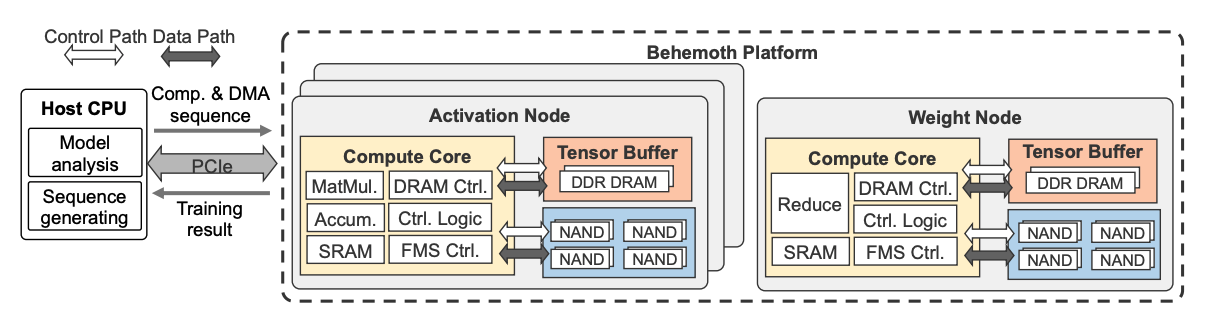 Control Path Data Path
Behemoth Platform
Host CPU
Model
analysis
Sequence
generating
Comp. & DMA
sequence
PCIe
Training
result
Activation Node
Compute Core
MatMul.
DRAM Ctrl.
Accum.
Ctrl. Logic
SRAM
FMS Ctrl.
Tensor Buffer
DDR DRAM
NAND
NAND
NAND
NAND
Weight Node
Compute Core
Reduce
DRAM Ctrl.
Ctrl. Logic
SRAM
FMS Ctrl.
Tensor Buffer
DDR DRAM
NAND
NAND
NAND
NAND